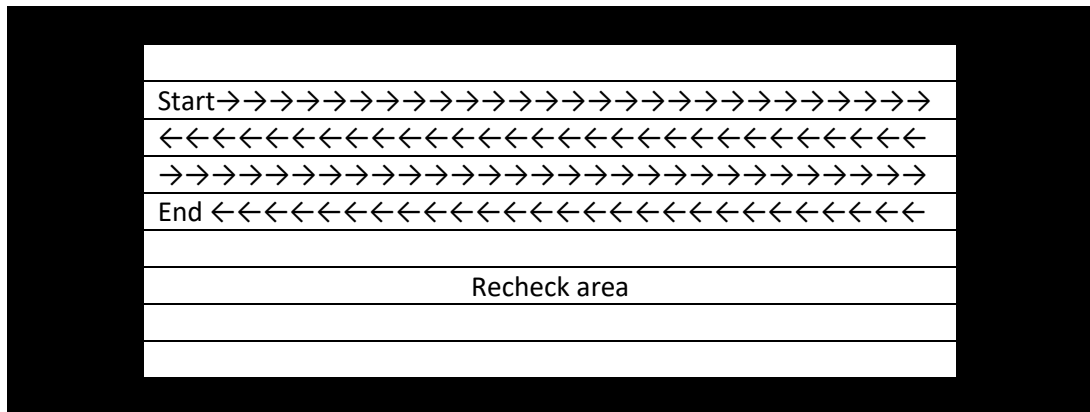 Start→→→→→→→→→→→→→→→→→→→→→→→→→→→
←←←←←←←←←←←←←←←←←←←←←←←←←←←←←
→→→→→→→→→→→→→→→→→→→→→→→→→→→→→
End ←←←←←←←←←←←←←←←←←←←←←←←←←←←
Recheck area